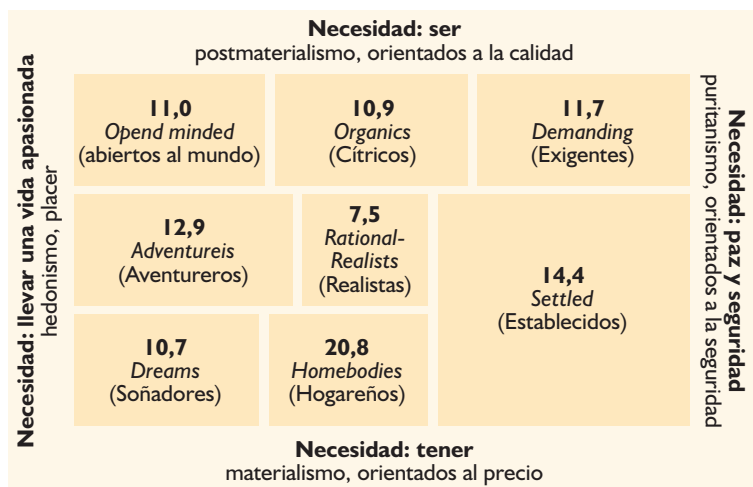 Necesidad: ser
postmaterialismo, orientados a la calidad
Necesidad: llevar una vida apasionada
hedonismo, placer
11,0
Opend minded
(abiertos al mundo)
10,9
Organics
(Cítricos)
11,7
Demanding
(Exigentes)
12,9
Adventureis
(Aventureros)
7,5
Rational-
Realists
(Realistas)
14,4
Settled
(Establecidos)
10,7
Dreams
(Soñadores)
20,8
Homebodies
(Hogareños)
Necesidad: paz y seguridad
puritanismo, orientados a la seguridad
Necesidad: tener
materialismo, orientados al precio